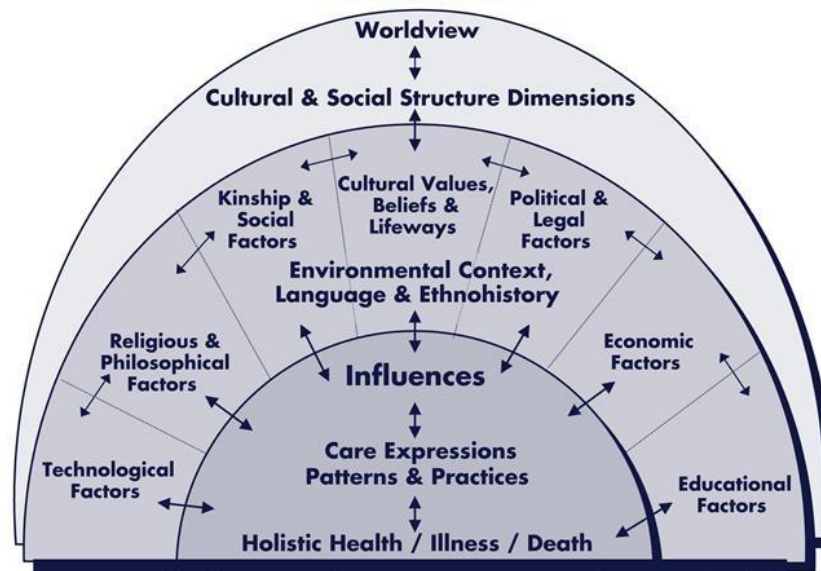 Worldview
Cultural & Social Structure Dimensions
Kinship &
Social
Factors
Cultural Values,
Beliefs &
Lifeways
Political &
Legal
Factors
Environmental Context,
Language & Ethnohistory
Religious &
Philosophical
Factors
Economic
Factors
Influences
Care Expressions
Patterns & Practices
Technological
Factors
Educational
Factors
Holistic Health / Illness / Death